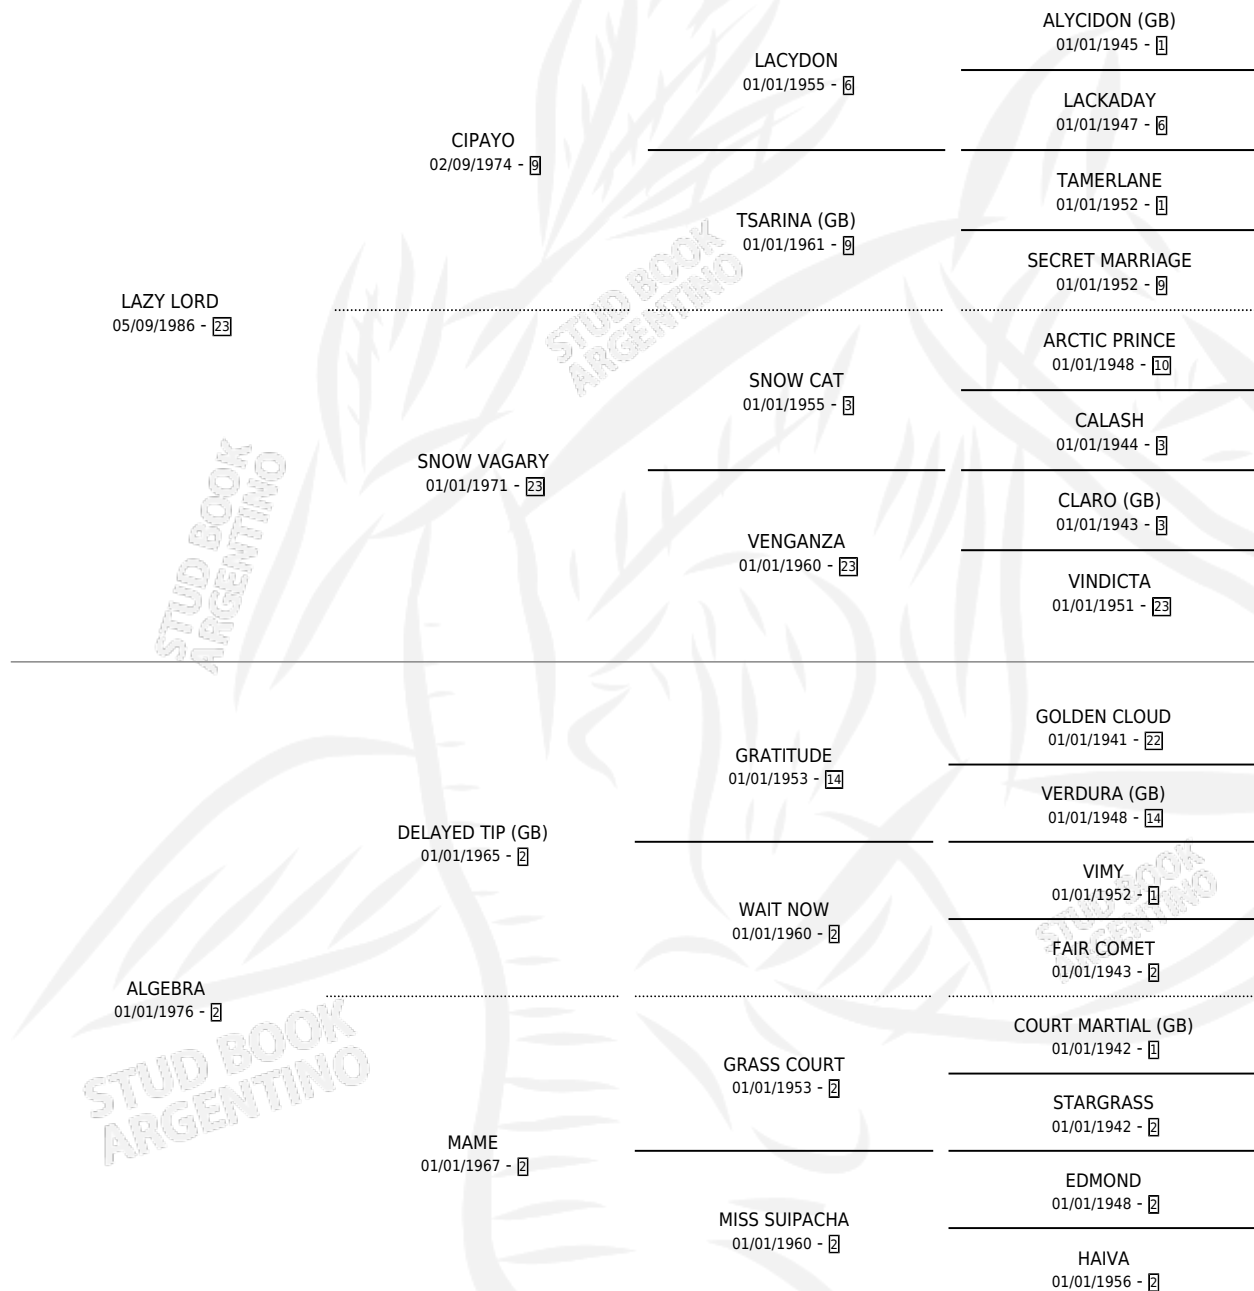 ALYCIDON (GB)
01/01/1945 - 1
LACYDON
01/01/1955 - 6
LACKADAY
01/01/1947 - 6
CIPAYO
02/09/1974 - 9
TAMERLANE
01/01/1952 - 1
TSARINA (GB)
01/01/1961 - 9
SECRET MARRIAGE
01/01/1952 - 9
LAZY LORD
05/09/1986 - 23
ARCTIC PRINCE
01/01/1948 - 10
SNOW CAT
01/01/1955 - 3
CALASH
01/01/1944 - 3
SNOW VAGARY
01/01/1971 - 23
CLARO (GB)
01/01/1943 - 3
VENGANZA
01/01/1960 - 23
VINDICTA
01/01/1951 - 23
GOLDEN CLOUD
01/01/1941 - 22
GRATITUDE
01/01/1953 - 14
VERDURA (GB)
01/01/1948 - 14
DELAYED TIP (GB)
01/01/1965 - 2
VIMY
01/01/1952 - 1
WAIT NOW
01/01/1960 - 2
FAIR COMET
01/01/1943 - 2
ALGEBRA
01/01/1976 - 2
COURT MARTIAL (GB)
01/01/1942 - 1
GRASS COURT
01/01/1953 - 2
STARGRASS
01/01/1942 - 2
MAME
01/01/1967 - 2
EDMOND
01/01/1948 - 2
MISS SUIPACHA
01/01/1960 - 2
HAIVA
01/01/1956 - 2
STUD BOOK
ARGENTINO
STUD BOOK
ARGENTINO
STUD BOOK
ARGENTINO
STUD BOOK
ARGENTINO